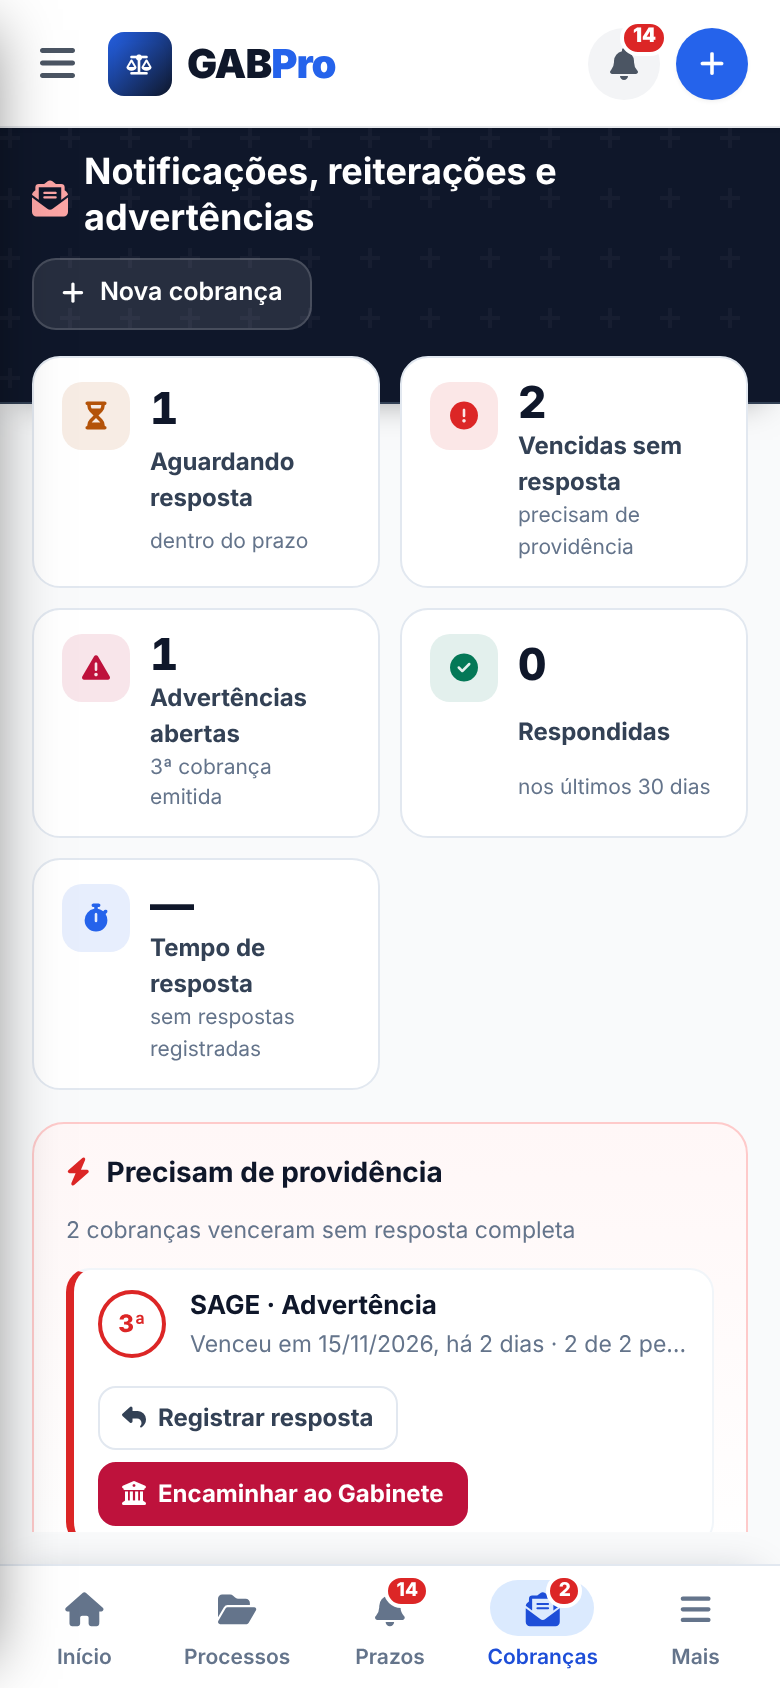 GABPro
14
Notificações, reiterações e
advertências
Nova cobrança
1
Aguardando
resposta
dentro do prazo
2
Vencidas sem
resposta
precisam de
providência
1
Advertências
abertas
3ª cobrança
emitida
0
Respondidas
nos últimos 30 dias
—
Tempo de
resposta
sem respostas
registradas
Precisam de providência
2 cobranças venceram sem resposta completa
3ª
SAGE · Advertência
Venceu em 15/11/2026, há 2 dias · 2 de 2 pe...
Registrar resposta
Encaminhar ao Gabinete
14
2
Início
Processos
Prazos
Cobranças
Mais